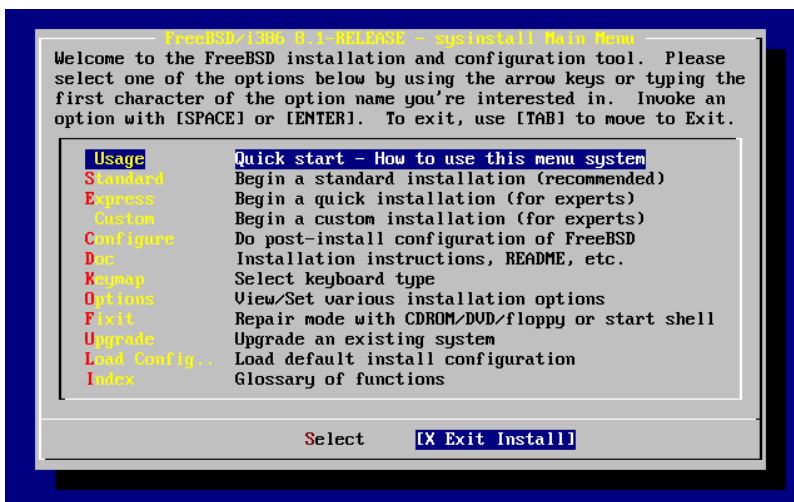 FreeBSD/i386 8.1-RELEASE - sysinstall Main Menu
Welcome to the FreeBSD installation and configuration tool.  Please
select one of the options below by using the arrow keys or typing the
first character of the option name you're interested in.  Invoke an
option with [SPACE] or [ENTER].  To exit, use [TAB] to move to Exit.
Usage Quick start - How to use this menu system
Standard Begin a standard installation (recommended)
Express Begin a quick installation (for experts)
Custom Begin a custom installation (for experts)
Configure Do post-install configuration of FreeBSD
Doc Installation instructions, README, etc.
Keymap Select keyboard type
Options View/Set various installation options
Fixit Repair mode with CDROM/DVD/floppy or start shell
Upgrade Upgrade an existing system
Load Config.. Load default install configuration
Index Glossary of functions
Select [X Exit Install]